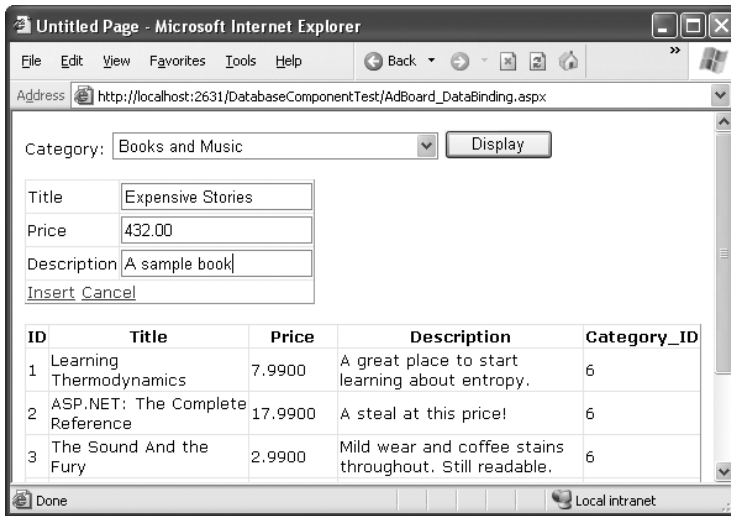 Untitled Page - Microsoft Internet Explorer
File Edit View Favorites Tools Help Back »
Address http://localhost:2631/DatabaseComponentTest/AdBoard_DataBinding.aspx
Category: Books and Music Display
Title Expensive Stories
Price 432.00
Description A sample book
Insert Cancel
ID Title Price Description Category_ID
1 Learning Thermodynamics 7.9900 A great place to start learning about entropy. 6
2 ASP.NET: The Complete Reference 17.9900 A steal at this price! 6
3 The Sound And the Fury 2.9900 Mild wear and coffee stains throughout. Still readable. 6
Done Local intranet